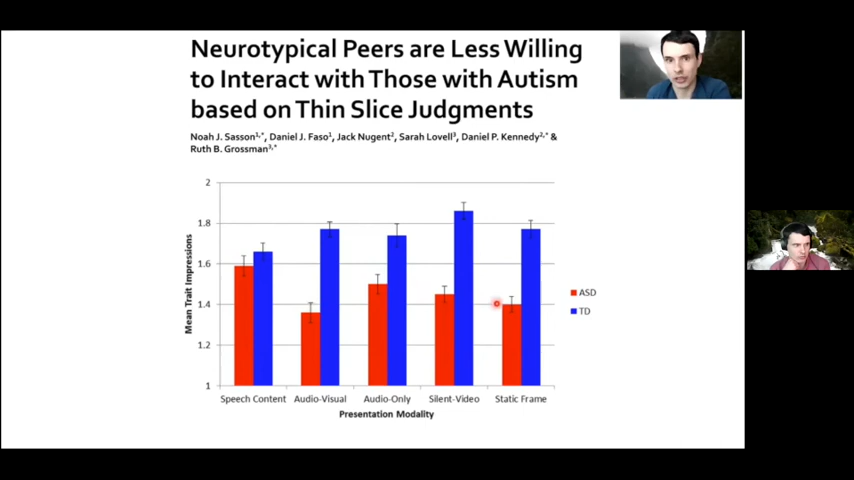 Neurotypical Peers are Less Willing
to Interact with Those with Autism
based on Thin Slice Judgments
Noah J. Sasson1,*, Daniel J. Faso1, Jack Nugent2, Sarah Lovell3, Daniel P. Kennedy2,* &
Ruth B. Grossman3,*
2
1.8
1.6
1.4
1.2
1
Mean Trait Impressions
Speech Content Audio-Visual Audio-Only Silent-Video Static Frame
Presentation Modality
ASD
TD